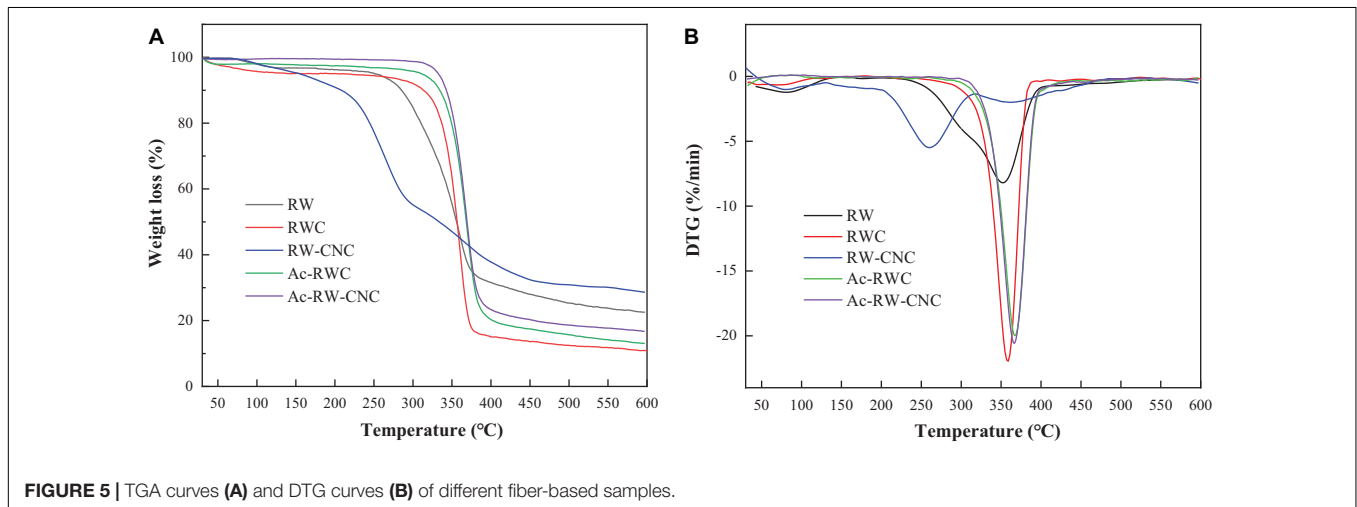 A
100
80
60
40
20
0
Weight loss (%)
RW
RWC
RW-CNC
Ac-RWC
Ac-RW-CNC
50 100 150 200 250 300 350 400 450 500 550 600
Temperature (°C)
B
0
-5
-10
-15
-20
DTG (%/min)
RW
RWC
RW-CNC
Ac-RWC
Ac-RW-CNC
50 100 150 200 250 300 350 400 450 500 550 600
Temperature (°C)
FIGURE 5 | TGA curves (A) and DTG curves (B) of different fiber-based samples.